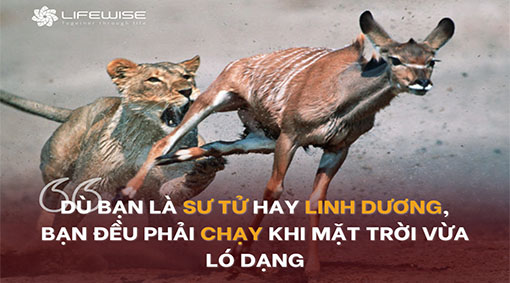 LIFEWISE
Together through life
“DÙ BẠN LÀ SƯ TỬ HAY LINH DƯƠNG,
BẠN ĐỀU PHẢI CHẠY KHI MẶT TRỜI VỪA
LÓ DẠNG